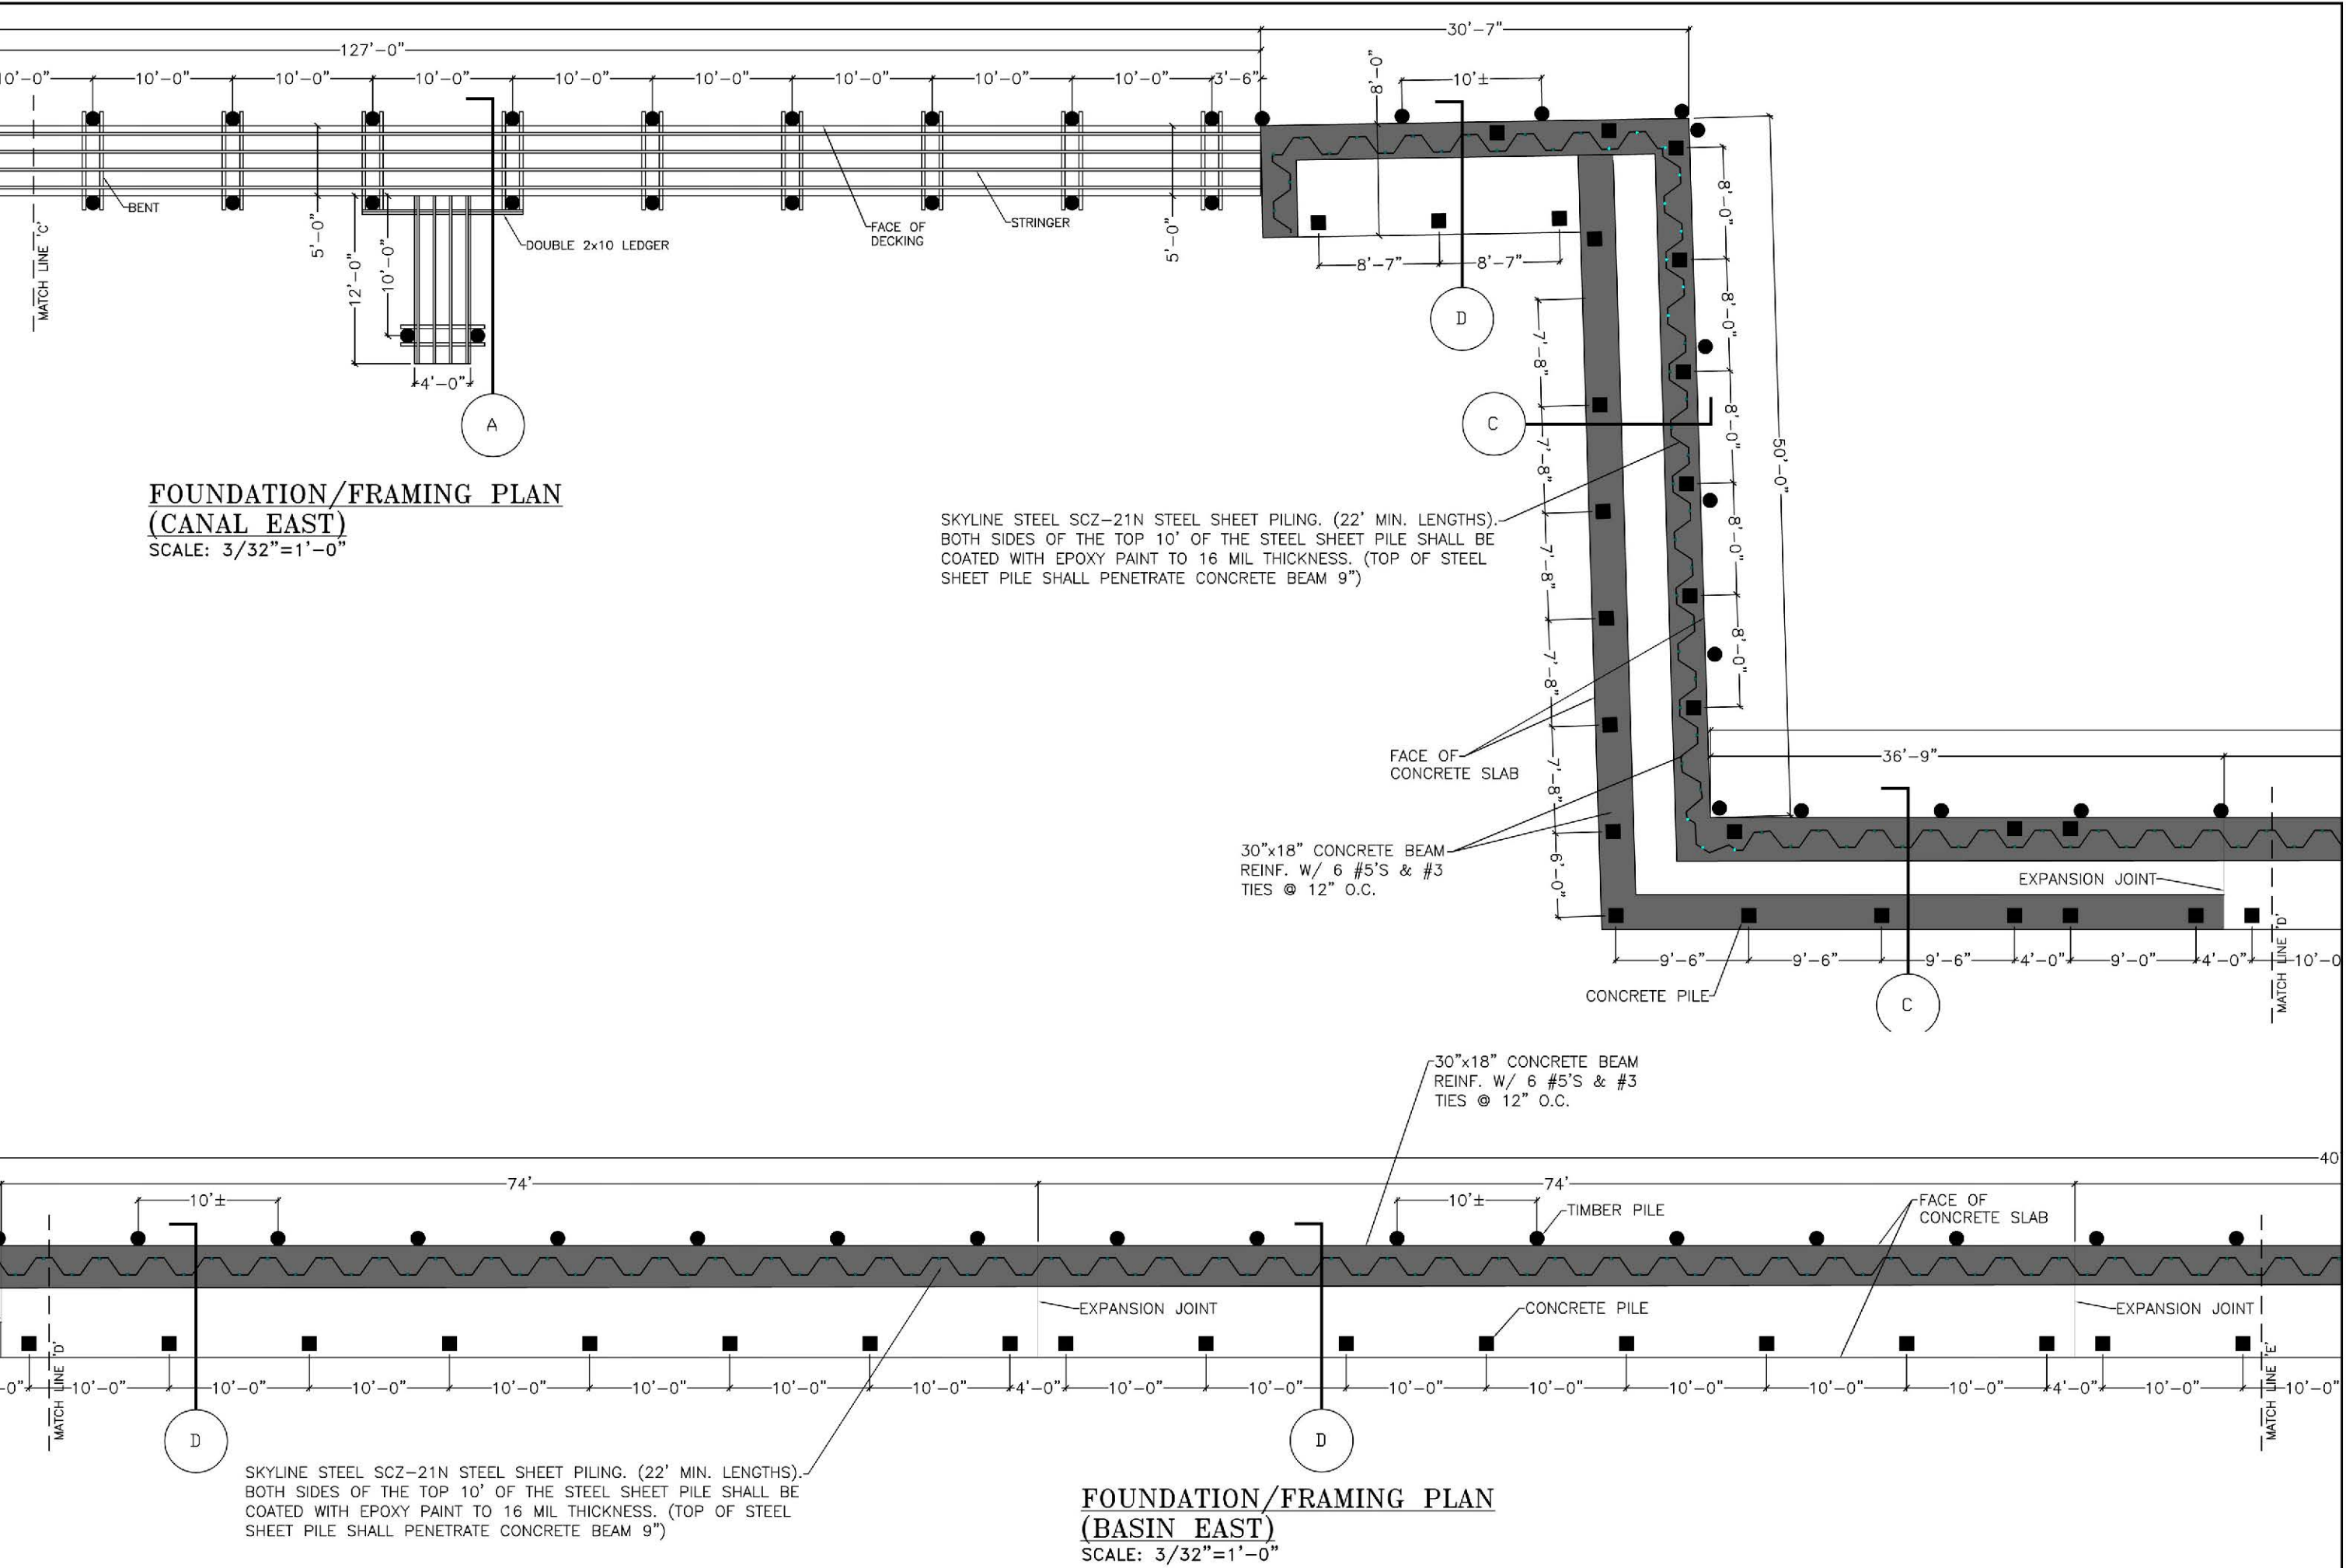 30'-7"
127'-0"
10'-0" 10'-0" 10'-0" 10'-0" 10'-0" 10'-0" 10'-0" 10'-0" 10'-0" 3'-6"
8'-0"
10'±
MATCH LINE 'C'
BENT
5'-0"
12'-0"
10'-0"
4'-0"
DOUBLE 2x10 LEDGER
FACE OF
DECKING
STRINGER
5'-0"
8'-7" 8'-7"
A
D
C
8'-0"
8'-0"
8'-0"
8'-0"
8'-0"
50'-0"
7'-8"
7'-8"
7'-8"
7'-8"
7'-8"
6'-0"
FOUNDATION/FRAMING PLAN
(CANAL EAST)
SCALE: 3/32"=1'-0"
SKYLINE STEEL SCZ-21N STEEL SHEET PILING. (22' MIN. LENGTHS).
BOTH SIDES OF THE TOP 10' OF THE STEEL SHEET PILE SHALL BE
COATED WITH EPOXY PAINT TO 16 MIL THICKNESS. (TOP OF STEEL
SHEET PILE SHALL PENETRATE CONCRETE BEAM 9")
FACE OF
CONCRETE SLAB
36'-9"
30"x18" CONCRETE BEAM
REINF. W/ 6 #5'S & #3
TIES @ 12" O.C.
EXPANSION JOINT
MATCH LINE 'D'
9'-6" 9'-6" 9'-6" 4'-0" 9'-0" 4'-0" 10'-0
CONCRETE PILE
C
30"x18" CONCRETE BEAM
REINF. W/ 6 #5'S & #3
TIES @ 12" O.C.
40
74' 74'
10'± 10'±
TIMBER PILE
FACE OF
CONCRETE SLAB
EXPANSION JOINT
CONCRETE PILE
EXPANSION JOINT
MATCH LINE 'D'
MATCH LINE 'E'
-0" 10'-0" 10'-0" 10'-0" 10'-0" 10'-0" 10'-0" 10'-0" 4'-0" 10'-0" 10'-0" 10'-0" 10'-0" 10'-0" 10'-0" 10'-0" 4'-0" 10'-0" 10'-0"
D
D
SKYLINE STEEL SCZ-21N STEEL SHEET PILING. (22' MIN. LENGTHS).
BOTH SIDES OF THE TOP 10' OF THE STEEL SHEET PILE SHALL BE
COATED WITH EPOXY PAINT TO 16 MIL THICKNESS. (TOP OF STEEL
SHEET PILE SHALL PENETRATE CONCRETE BEAM 9")
FOUNDATION/FRAMING PLAN
(BASIN EAST)
SCALE: 3/32"=1'-0"